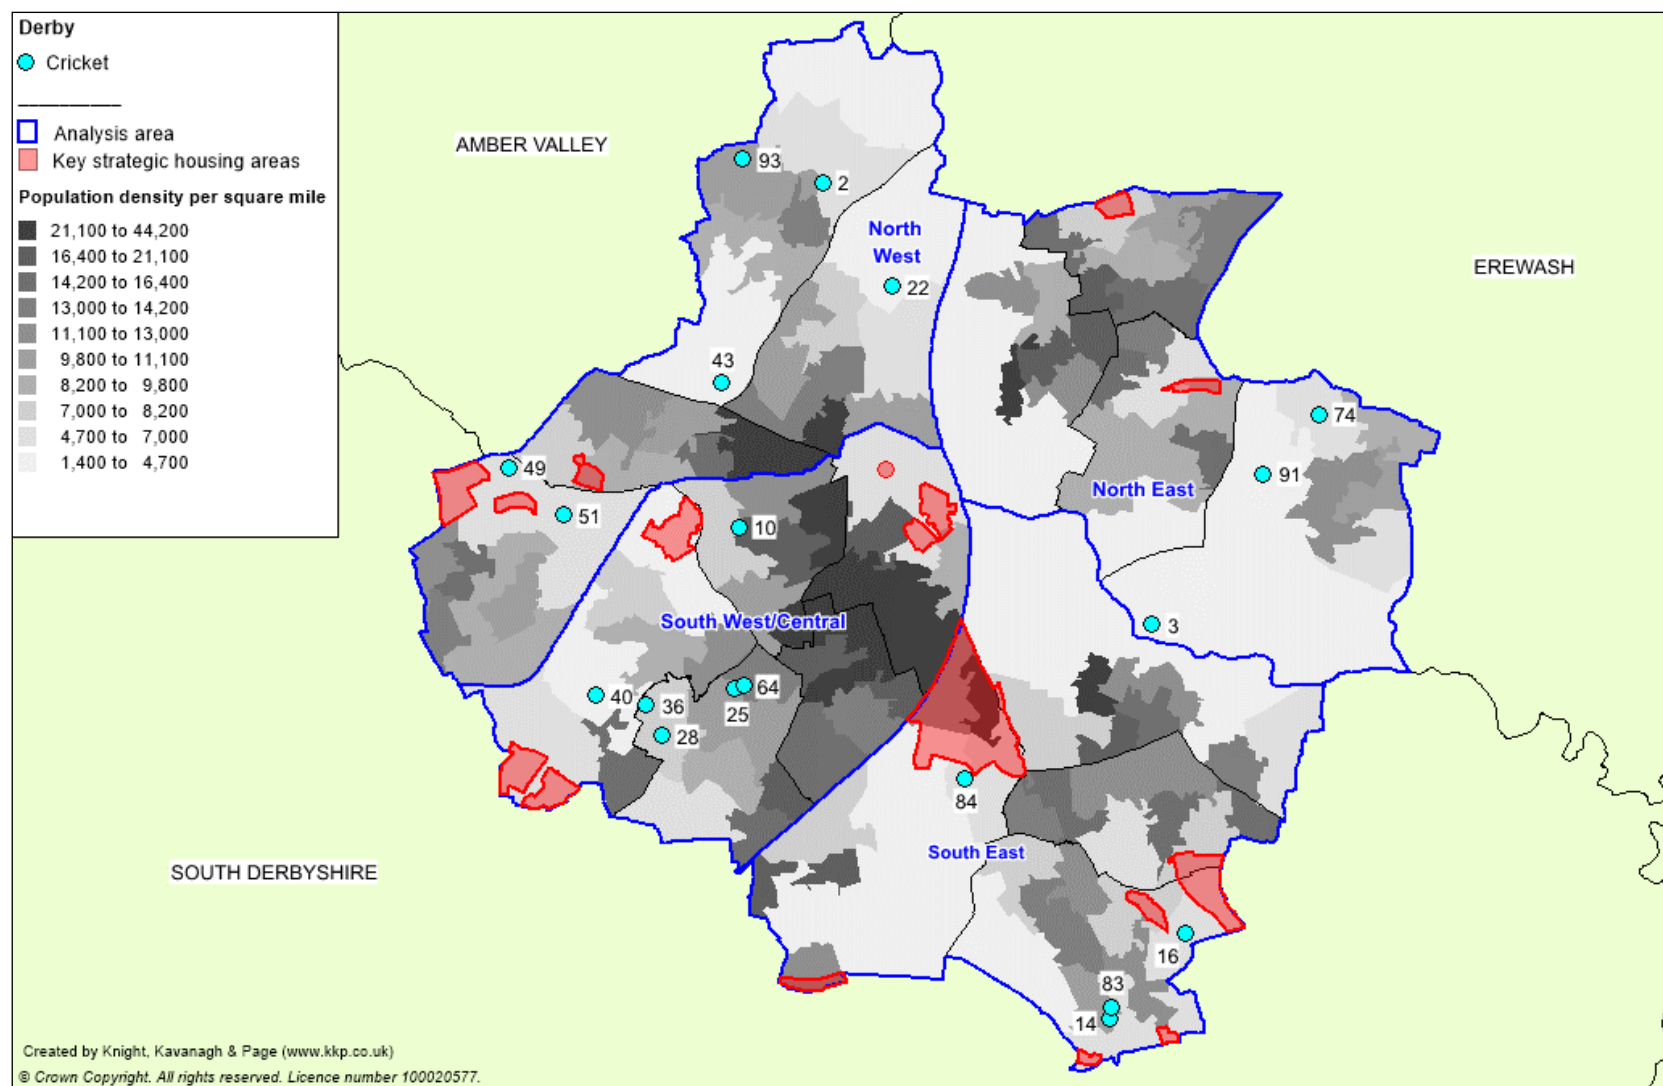 Derby
Cricket
Analysis area
Key strategic housing areas
Population density per square mile
21,100 to 44,200
16,400 to 21,100
14,200 to 16,400
13,000 to 14,200
11,100 to 13,000
9,800 to 11,100
8,200 to 9,800
7,000 to 8,200
4,700 to 7,000
1,400 to 4,700
AMBER VALLEY
93
2
North
West
22
EREWASH
43
74
49
91
North East
51
10
South West/Central
3
64
40
36
25
28
84
South East
SOUTH DERBYSHIRE
16
83
14
Created by Knight, Kavanagh & Page (www.kkp.co.uk)
© Crown Copyright. All rights reserved. Licence number 100020577.